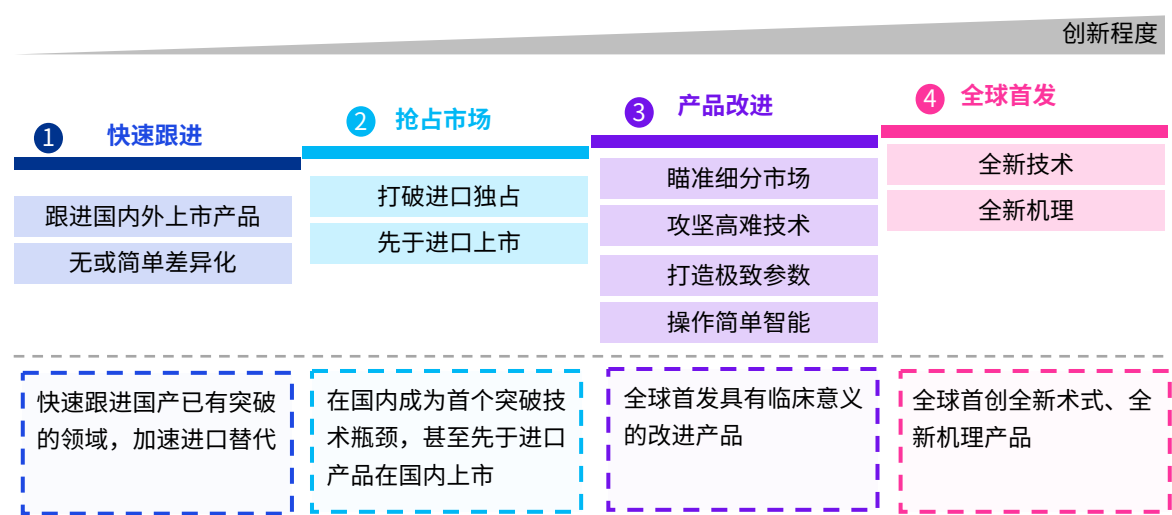 创新程度
1 快速跟进
跟进国内外上市产品
无或简单差异化
快速跟进国产已有突破
的领域，加速进口替代
2 抢占市场
打破进口独占
先于进口上市
在国内成为首个突破技
术瓶颈，甚至先于进口
产品在国内上市
3 产品改进
瞄准细分市场
攻坚高难技术
打造极致参数
操作简单智能
全球首发具有临床意义
的改进产品
4 全球首发
全新技术
全新机理
全球首创全新术式、全
新机理产品